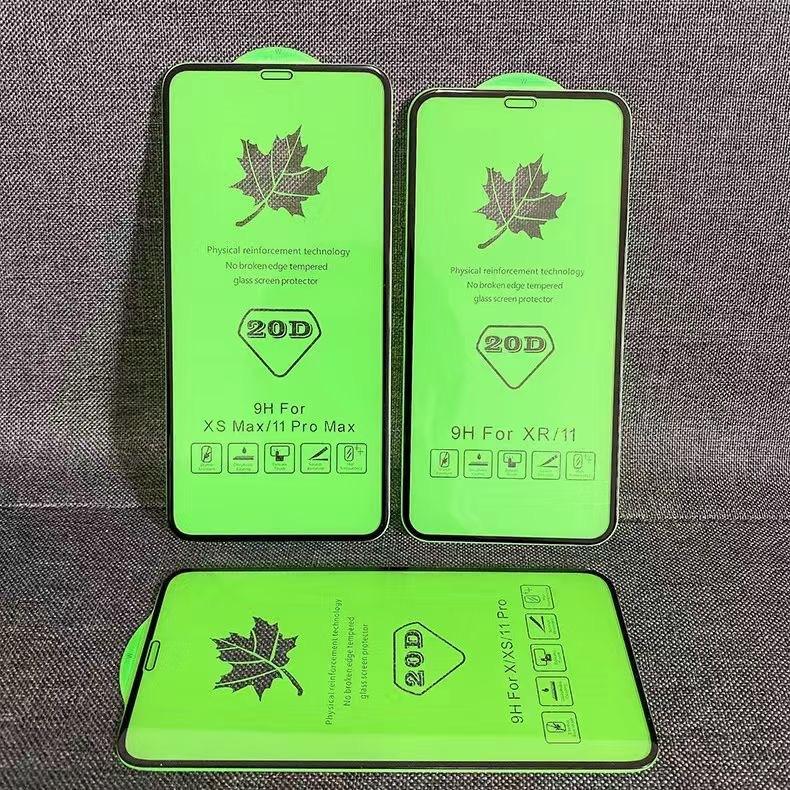 Physical reinforcement technology
No broken edge tempered
glass screen protector
20D
9H For
XS Max/11 Pro Max
Physical reinforcement technology
No broken edge tempered
glass screen protector
20D
9H For XR/11
Physical reinforcement technology
No broken edge tempered
glass screen protector
20D
9H For X/XS/11 Pro